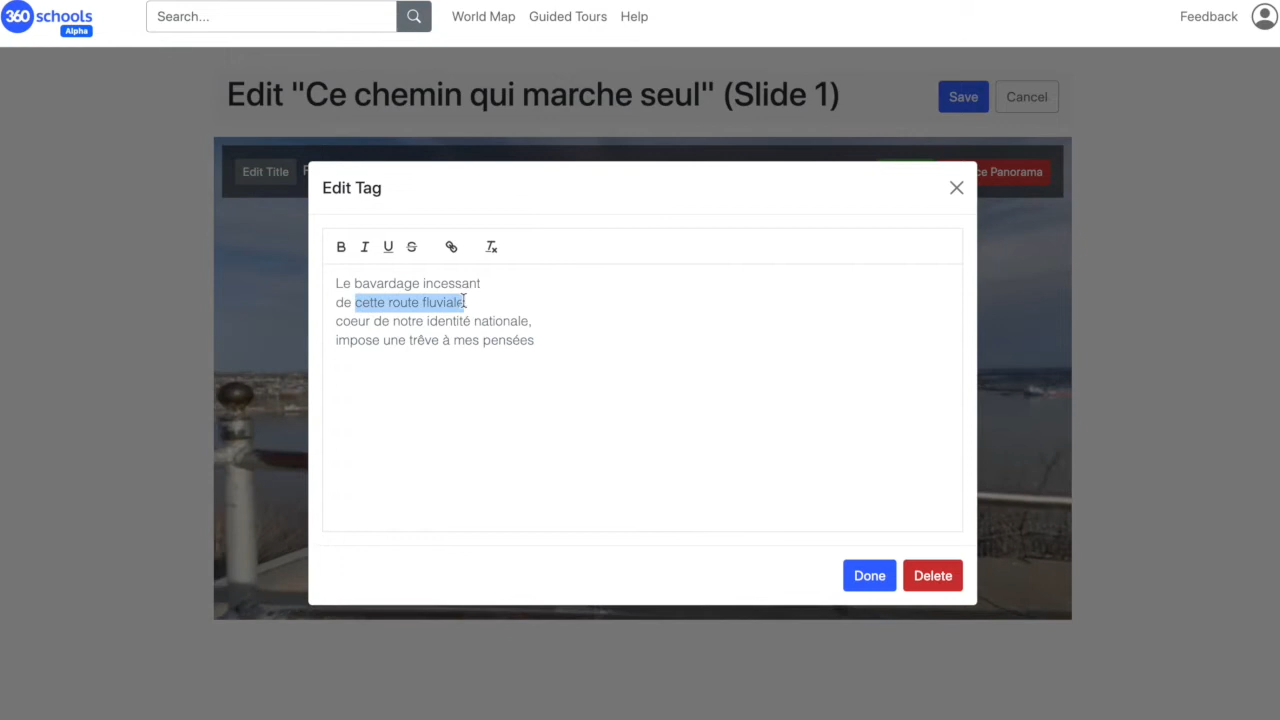 360 schools
Alpha
Search...
World Map
Guided Tours
Help
Feedback
Edit "Ce chemin qui marche seul" (Slide 1)
Save
Cancel
Edit Title
ce Panorama
Edit Tag
B I U S
Le bavardage incessant
de cette route fluviale
coeur de notre identité nationale,
impose une trêve à mes pensées
Done
Delete